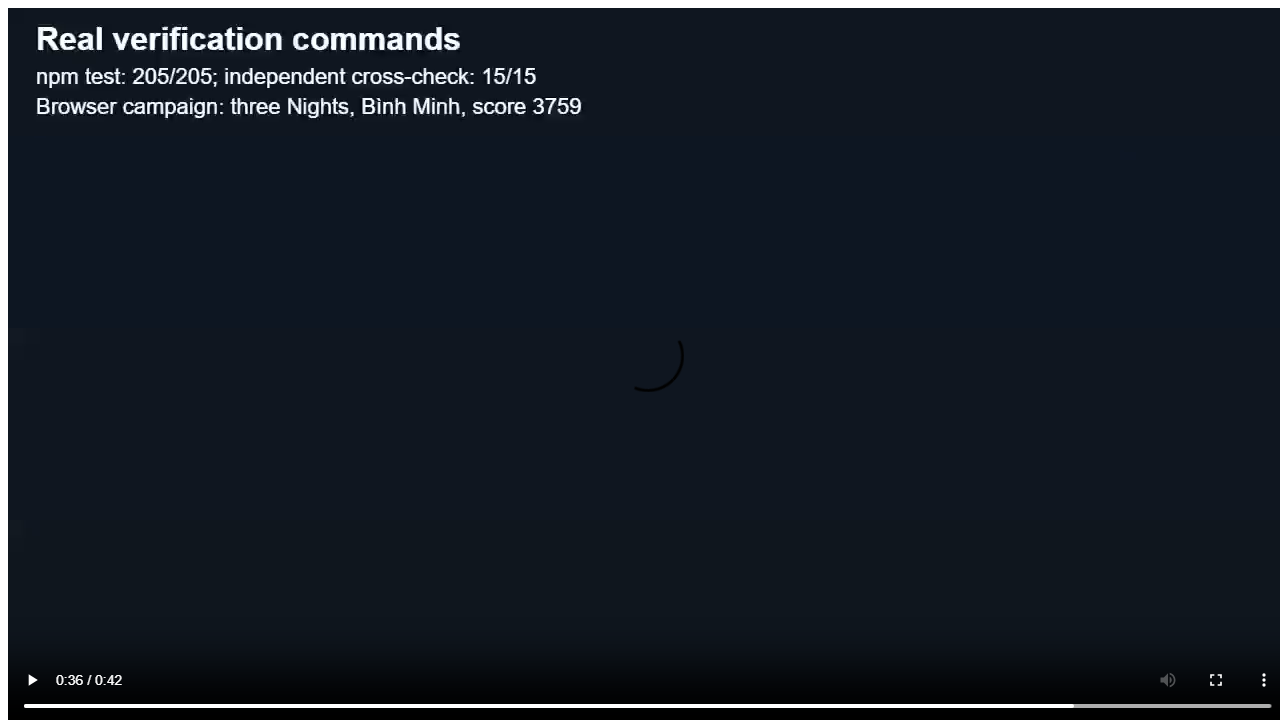 Real verification commands
npm test: 205/205; independent cross-check: 15/15
Browser campaign: three Nights, Bình Minh, score 3759
0:36 / 0:42